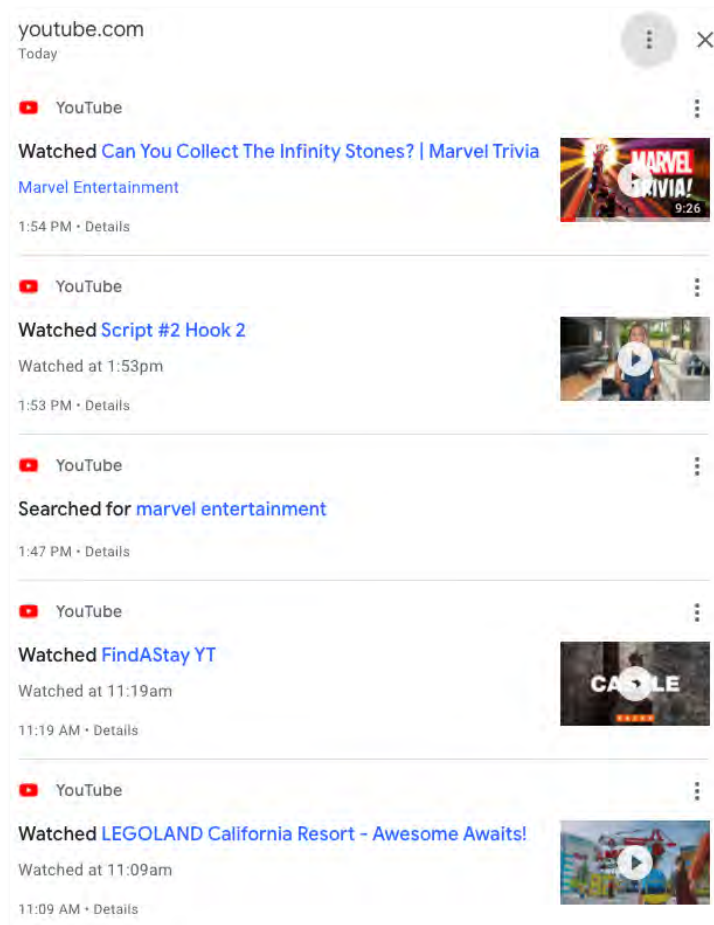 youtube.com
Today
YouTube
Watched Can You Collect The Infinity Stones? | Marvel Trivia
Marvel Entertainment
1:54 PM • Details
MARVEL
TRIVIA!
9:26
YouTube
Watched Script #2 Hook 2
Watched at 1:53pm
1:53 PM • Details
YouTube
Searched for marvel entertainment
1:47 PM • Details
YouTube
Watched FindAStay YT
Watched at 11:19am
11:19 AM • Details
CASTLE
YouTube
Watched LEGOLAND California Resort - Awesome Awaits!
Watched at 11:09am
11:09 AM • Details